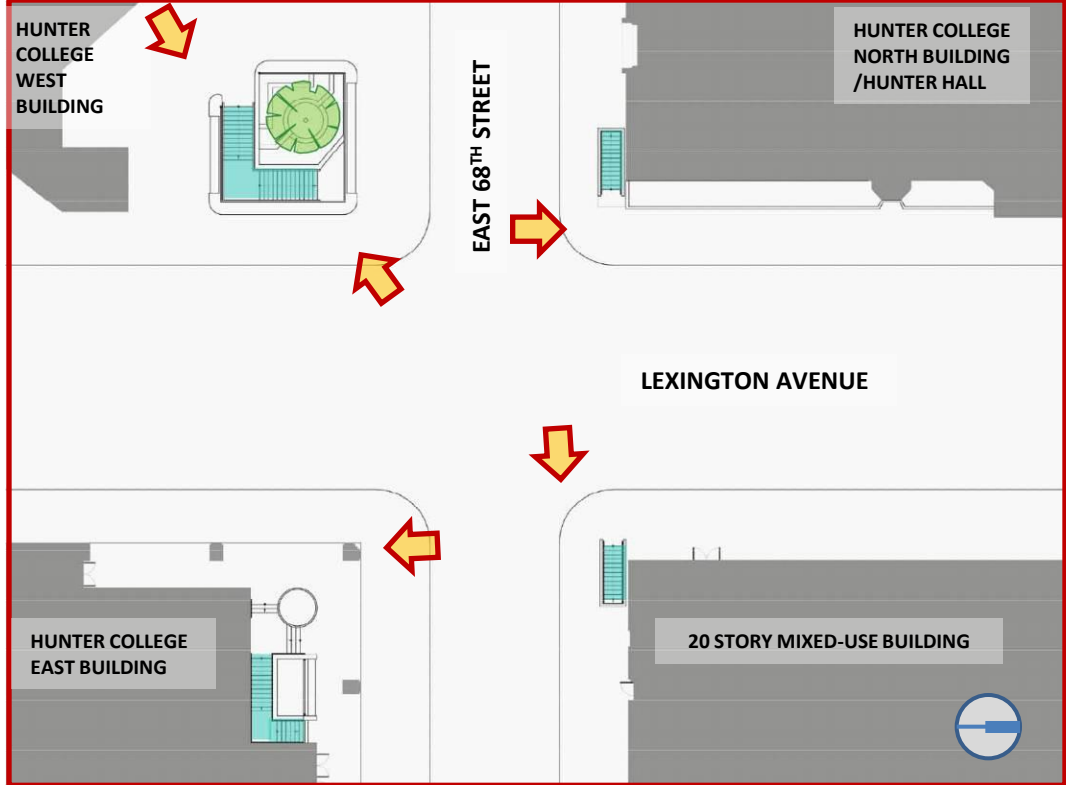 HUNTER
COLLEGE
WEST
BUILDING
EAST 68TH STREET
HUNTER COLLEGE
NORTH BUILDING
/HUNTER HALL
LEXINGTON AVENUE
HUNTER COLLEGE
EAST BUILDING
20 STORY MIXED-USE BUILDING